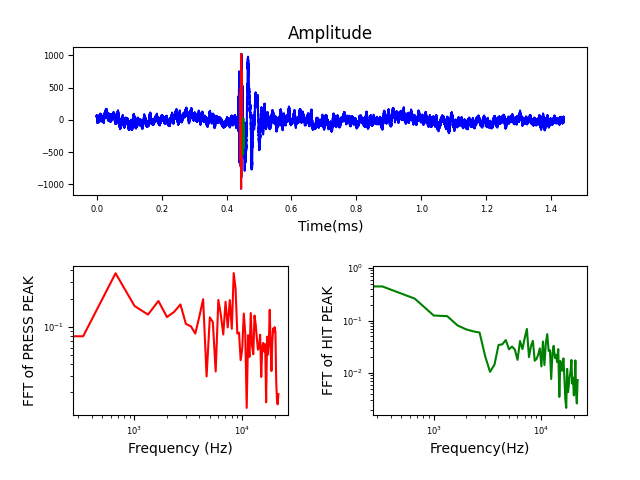 Amplitude
1000
500
0
−500
−1000
0.0 0.2 0.4 0.6 0.8 1.0 1.2 1.4
Time(ms)
FFT of PRESS PEAK
10⁻¹
10³ 10⁴
Frequency (Hz)
FFT of HIT PEAK
10⁰
10⁻¹
10⁻²
10³ 10⁴
Frequency(Hz)